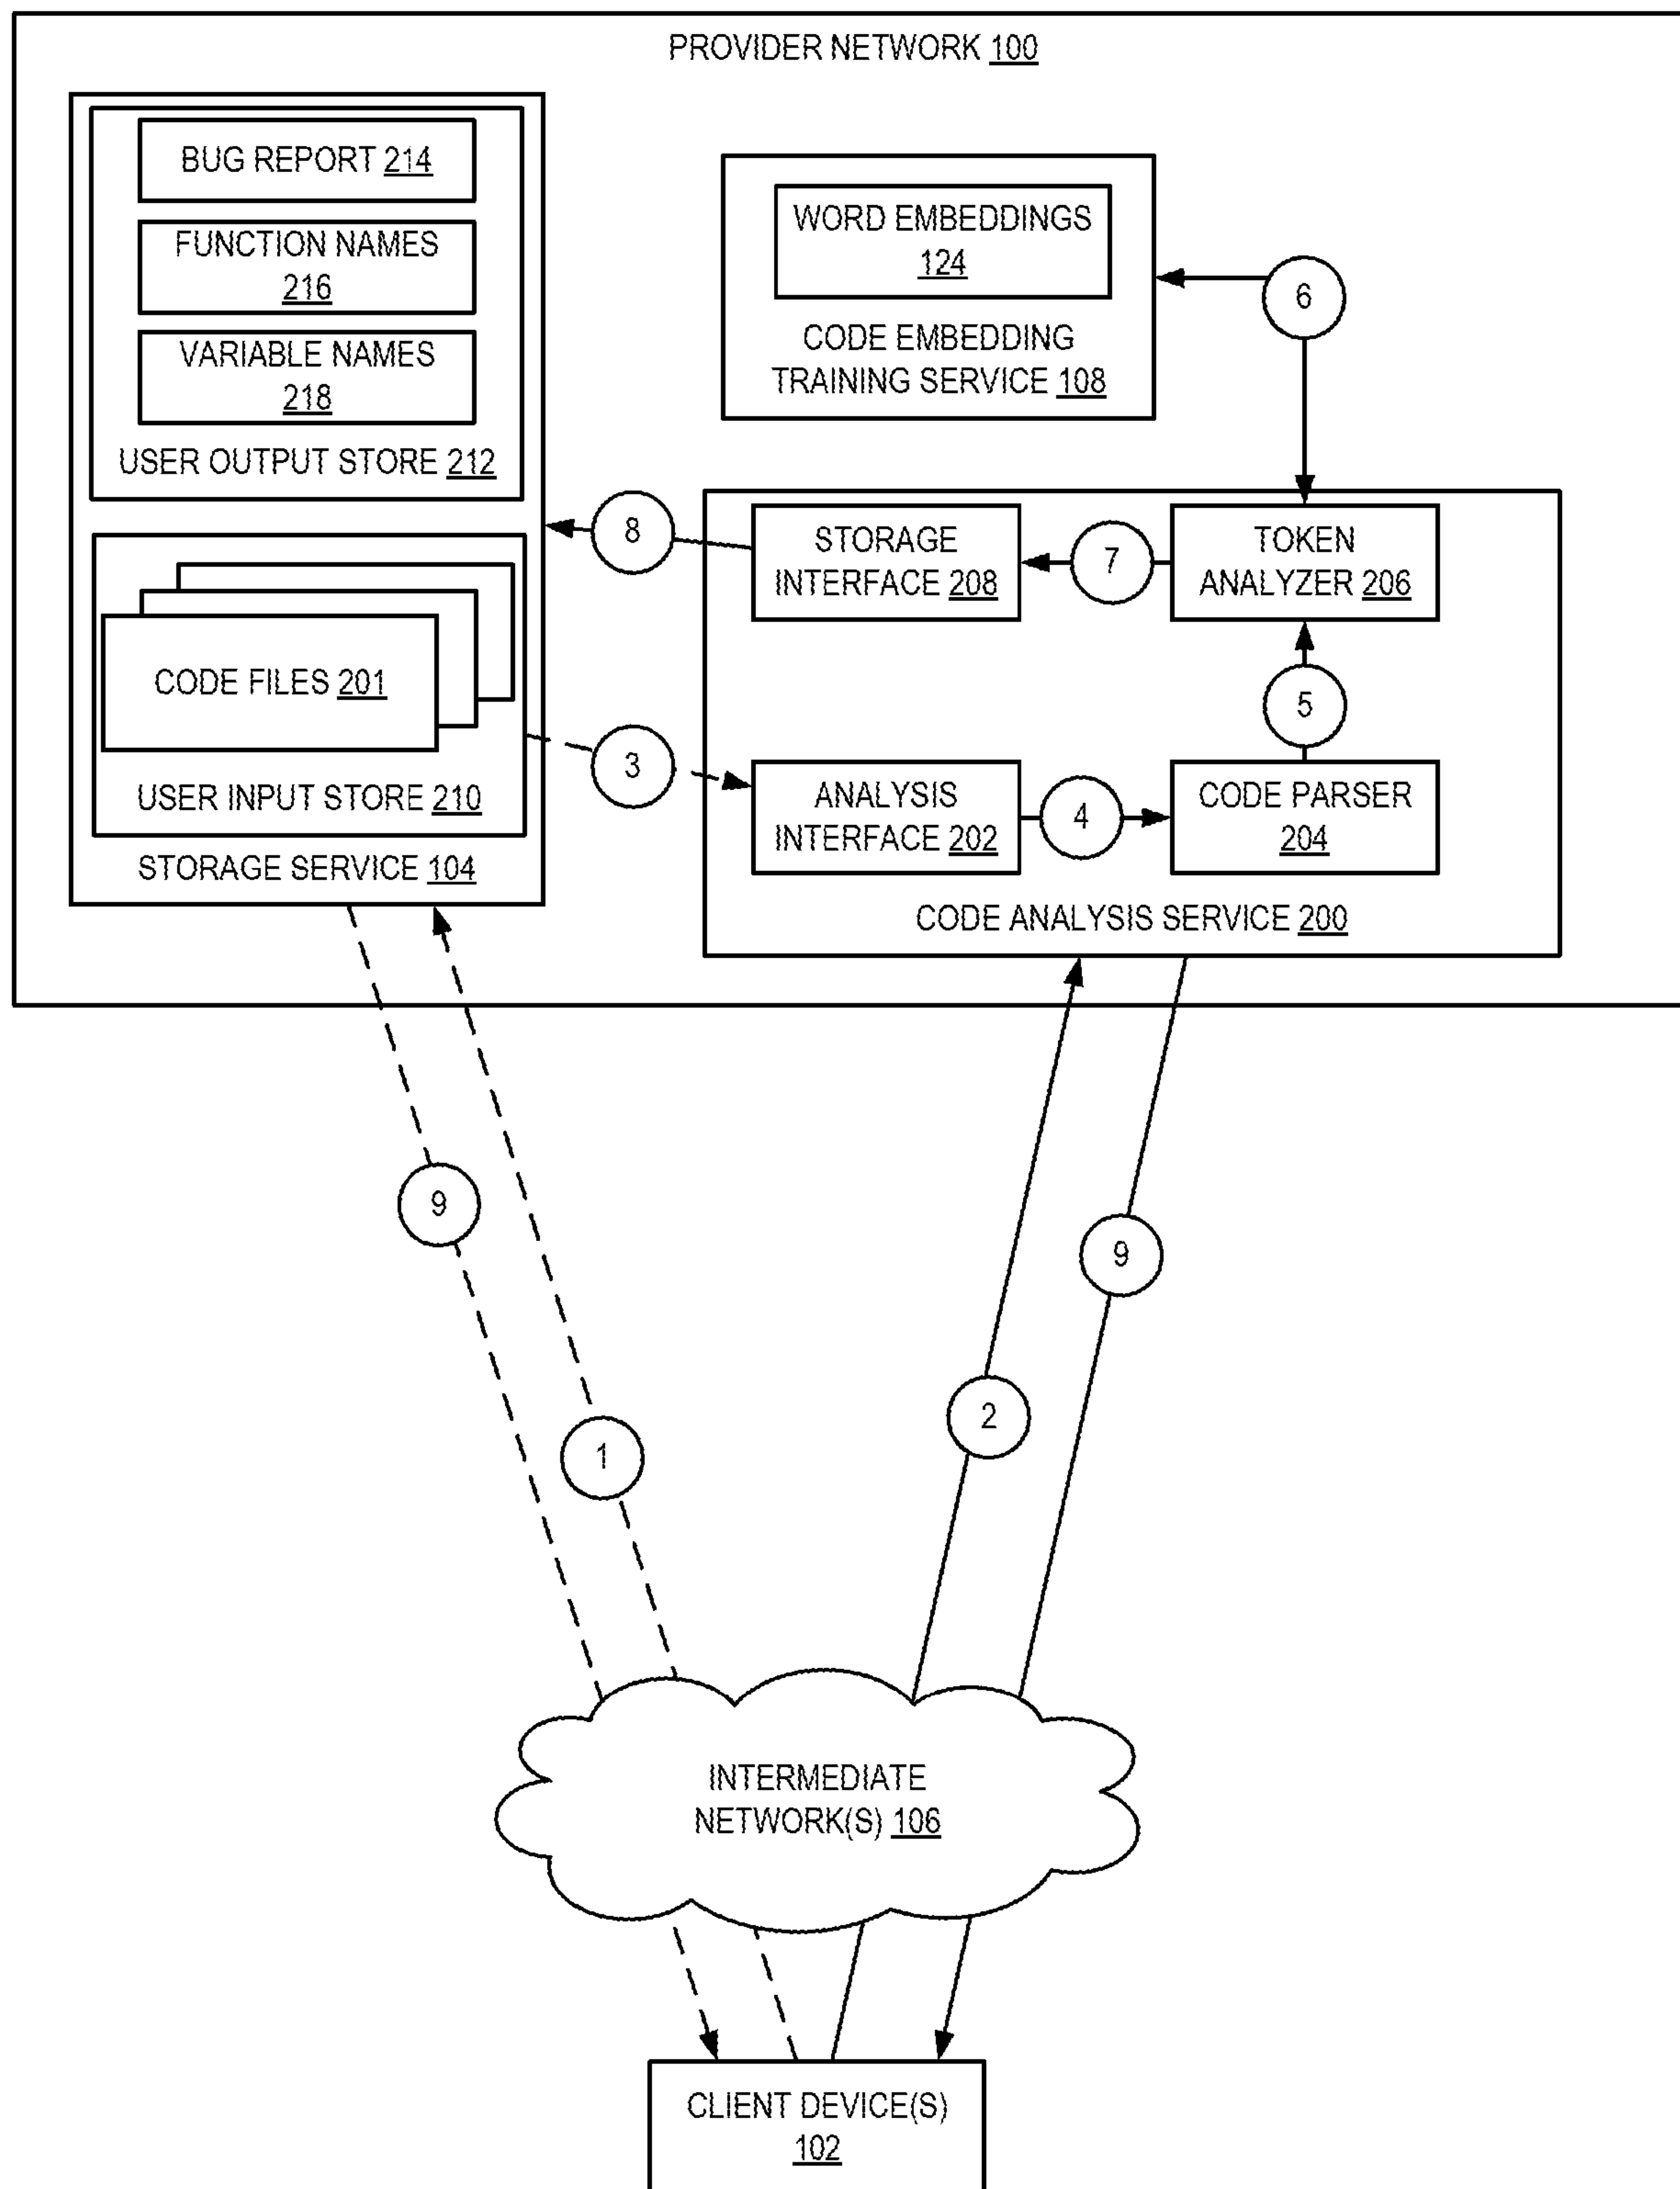 PROVIDER NETWORK 100
BUG REPORT 214
FUNCTION NAMES
216
VARIABLE NAMES
218
USER OUTPUT STORE 212
CODE FILES 201
USER INPUT STORE 210
STORAGE SERVICE 104
WORD EMBEDDINGS
124
CODE EMBEDDING
TRAINING SERVICE 108
6
8
STORAGE
INTERFACE 208
7
TOKEN
ANALYZER 206
5
3
ANALYSIS
INTERFACE 202
4
CODE PARSER
204
CODE ANALYSIS SERVICE 200
9
9
1
2
INTERMEDIATE
NETWORK(S) 106
CLIENT DEVICE(S)
102